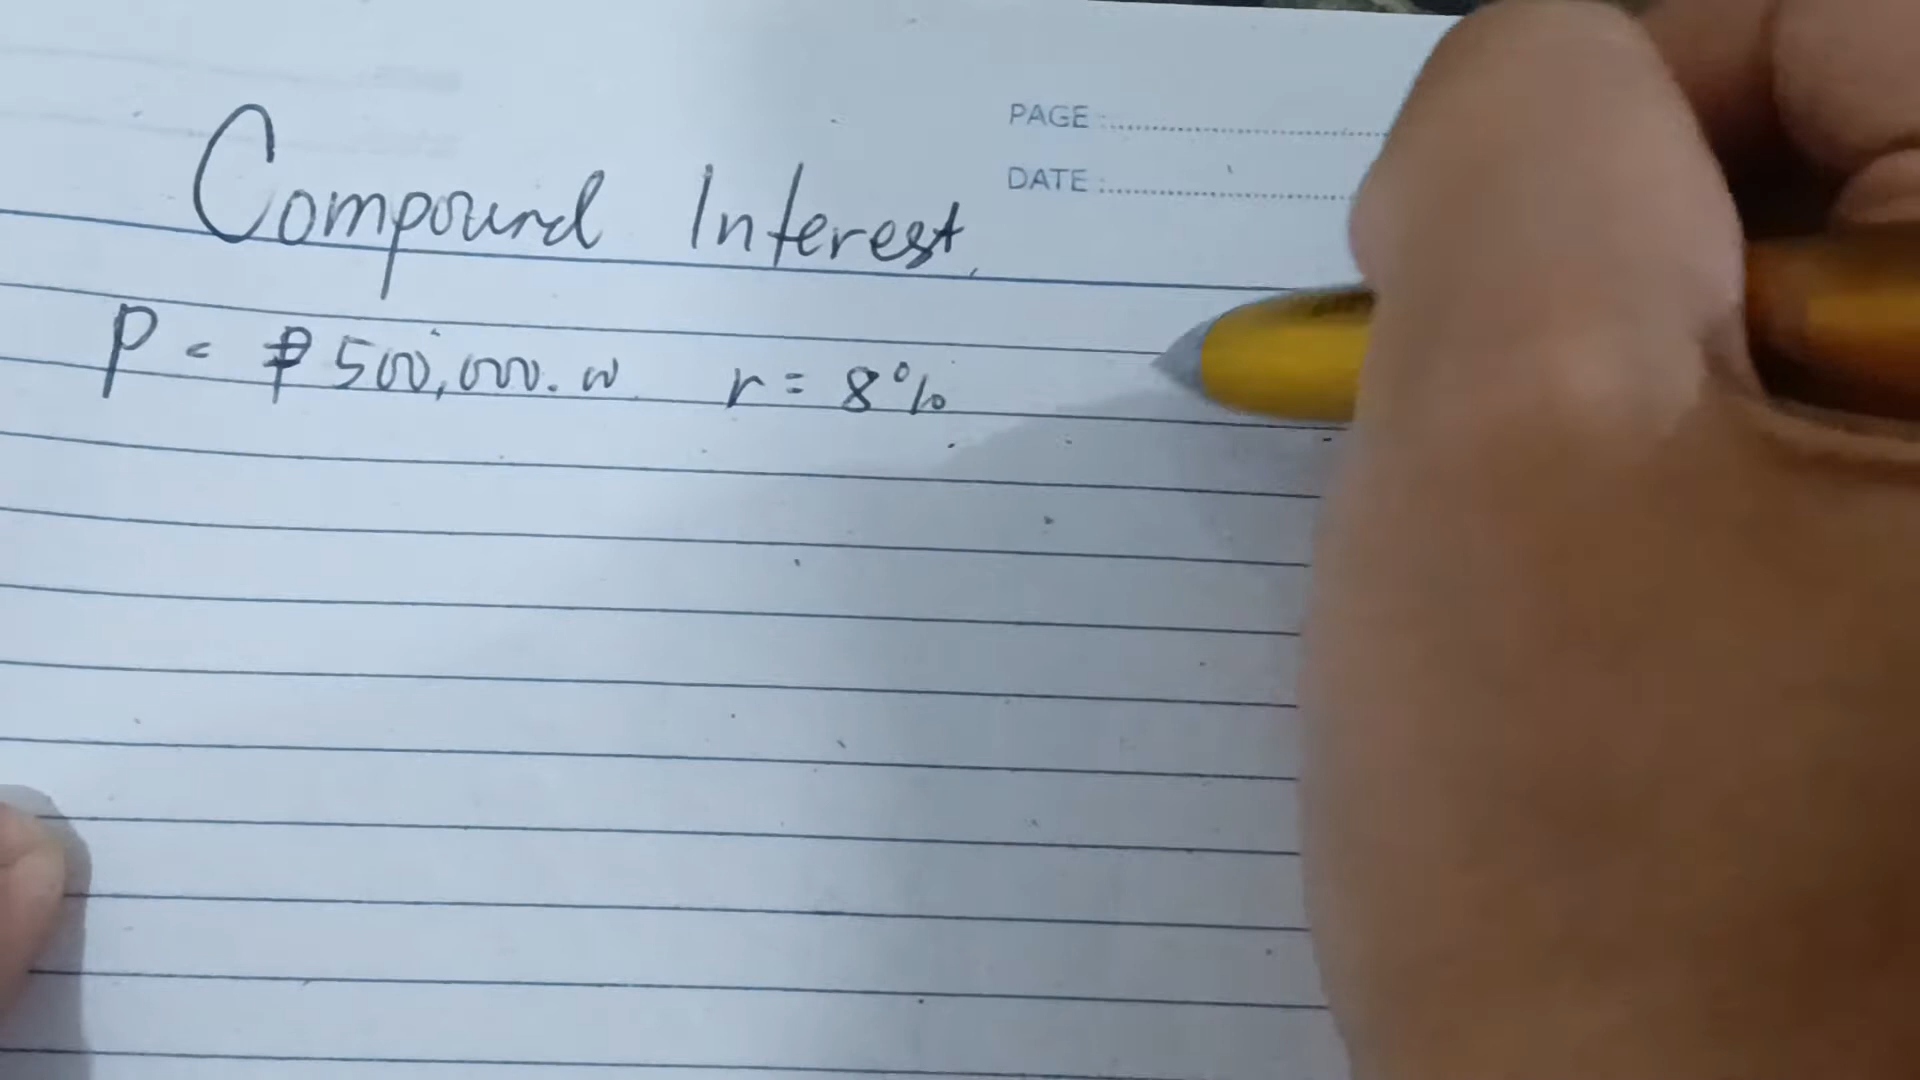 PAGE :
DATE :
Compound Interest
P = ₱500,000.00 r = 8%